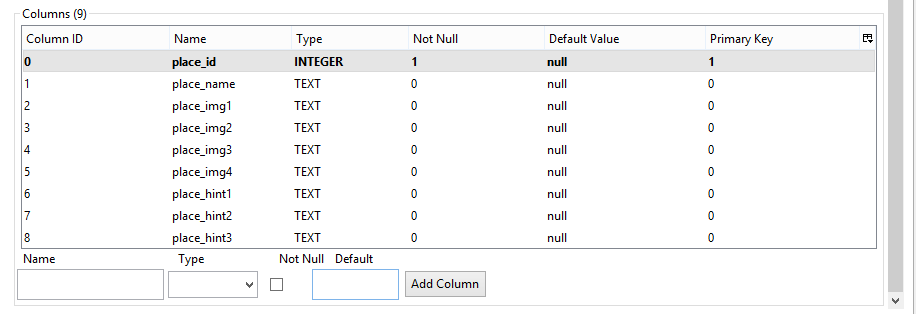 Columns (9)
Column ID Name Type Not Null Default Value Primary Key
0 place_id INTEGER 1 null 1
1 place_name TEXT 0 null 0
2 place_img1 TEXT 0 null 0
3 place_img2 TEXT 0 null 0
4 place_img3 TEXT 0 null 0
5 place_img4 TEXT 0 null 0
6 place_hint1 TEXT 0 null 0
7 place_hint2 TEXT 0 null 0
8 place_hint3 TEXT 0 null 0
Name Type Not Null Default
Add Column